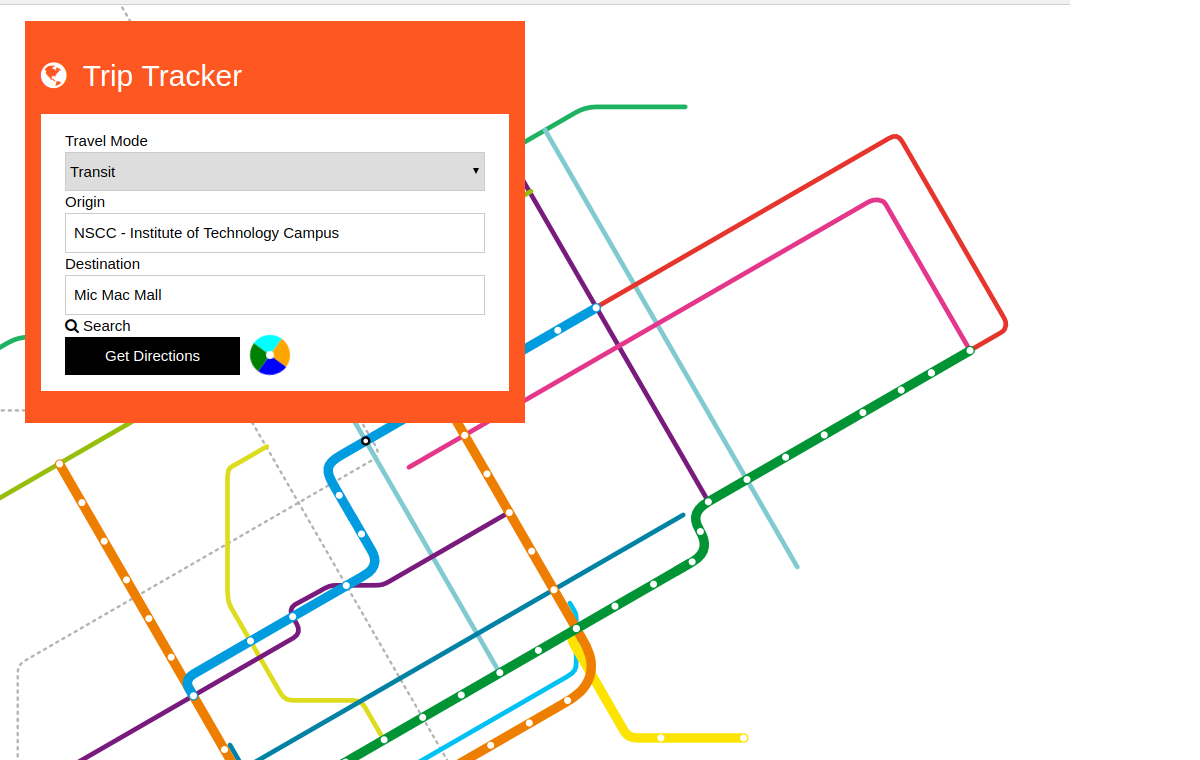 Trip Tracker
Travel Mode
Transit
Origin
NSCC - Institute of Technology Campus
Destination
Mic Mac Mall
Search
Get Directions